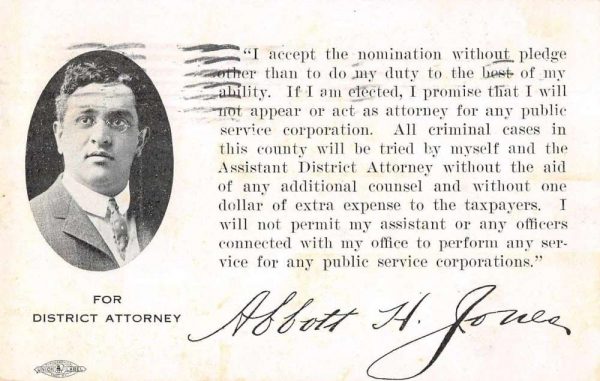 "I accept the nomination without pledge
other than to do my duty to the best of my
ability. If I am elected, I promise that I will
not appear or act as attorney for any public
service corporation. All criminal cases in
this county will be tried by myself and the
Assistant District Attorney without the aid
of any additional counsel and without one
dollar of extra expense to the taxpayers. I
will not permit my assistant or any officers
connected with my office to perform any ser-
vice for any public service corporations."
FOR
DISTRICT ATTORNEY
Abbott H. Jones
UNION LABEL